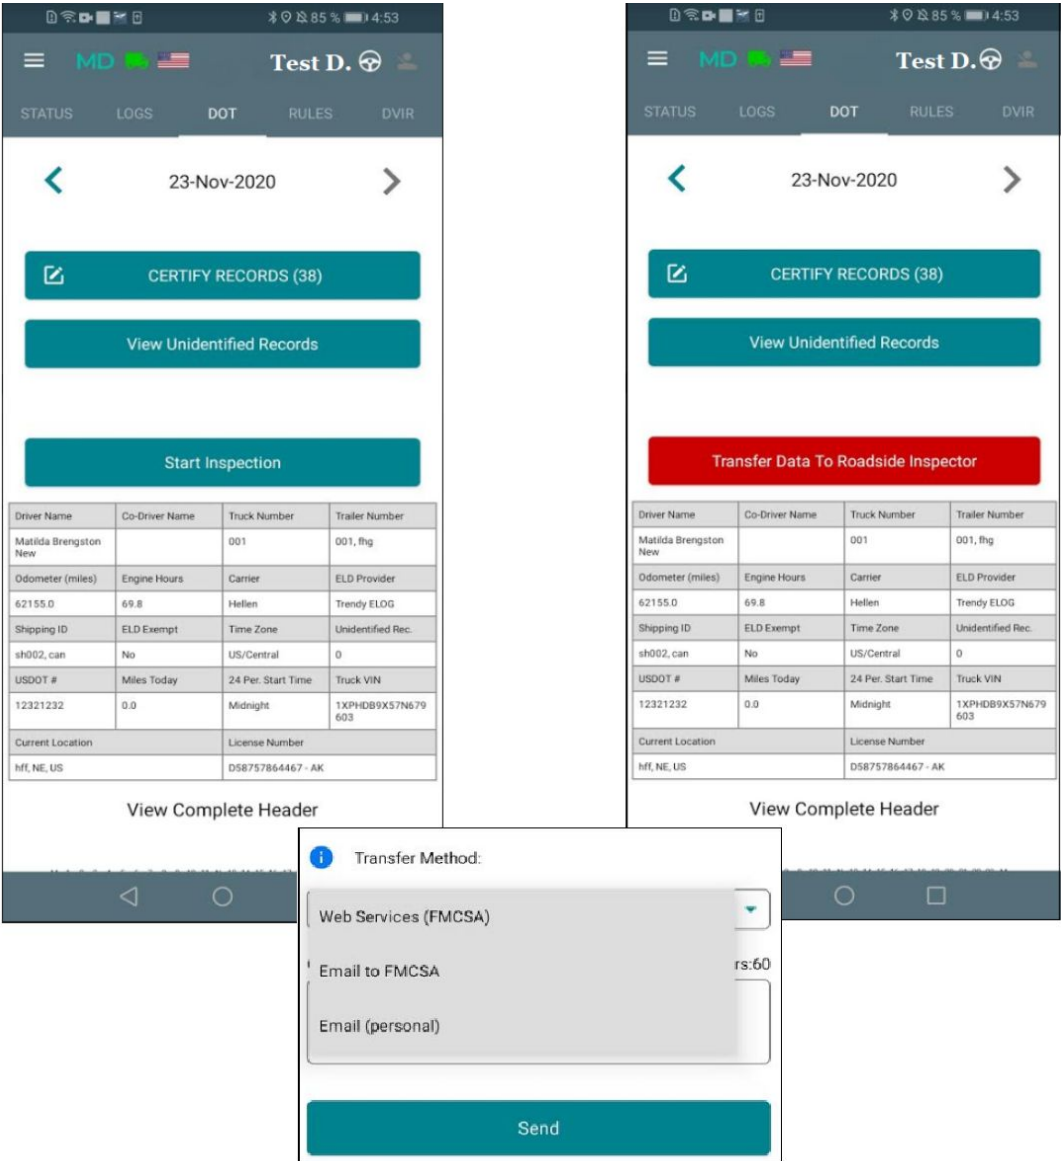 85 % 4:53
MD Test D.
STATUS LOGS DOT RULES DVIR
23-Nov-2020
CERTIFY RECORDS (38)
View Unidentified Records
Start Inspection
Driver Name Co-Driver Name Truck Number Trailer Number
Matilda Brengston 001 001, fhg
New
Odometer (miles) Engine Hours Carrier ELD Provider
62155.0 69.8 Hellen Trendy ELOG
Shipping ID ELD Exempt Time Zone Unidentified Rec.
sh002, can No US/Central 0
USDOT # Miles Today 24 Per. Start Time Truck VIN
12321232 0.0 Midnight 1XPHDB9X57N679
603
Current Location License Number
hff, NE, US D58757864467 - AK
View Complete Header
85 % 4:53
MD Test D.
STATUS LOGS DOT RULES DVIR
23-Nov-2020
CERTIFY RECORDS (38)
View Unidentified Records
Transfer Data To Roadside Inspector
Driver Name Co-Driver Name Truck Number Trailer Number
Matilda Brengston 001 001, fhg
New
Odometer (miles) Engine Hours Carrier ELD Provider
62155.0 69.8 Hellen Trendy ELOG
Shipping ID ELD Exempt Time Zone Unidentified Rec.
sh002, can No US/Central 0
USDOT # Miles Today 24 Per. Start Time Truck VIN
12321232 0.0 Midnight 1XPHDB9X57N679
603
Current Location License Number
hff, NE, US D58757864467 - AK
View Complete Header
Transfer Method:
Web Services (FMCSA)
Email to FMCSA
rs:60
Email (personal)
Send